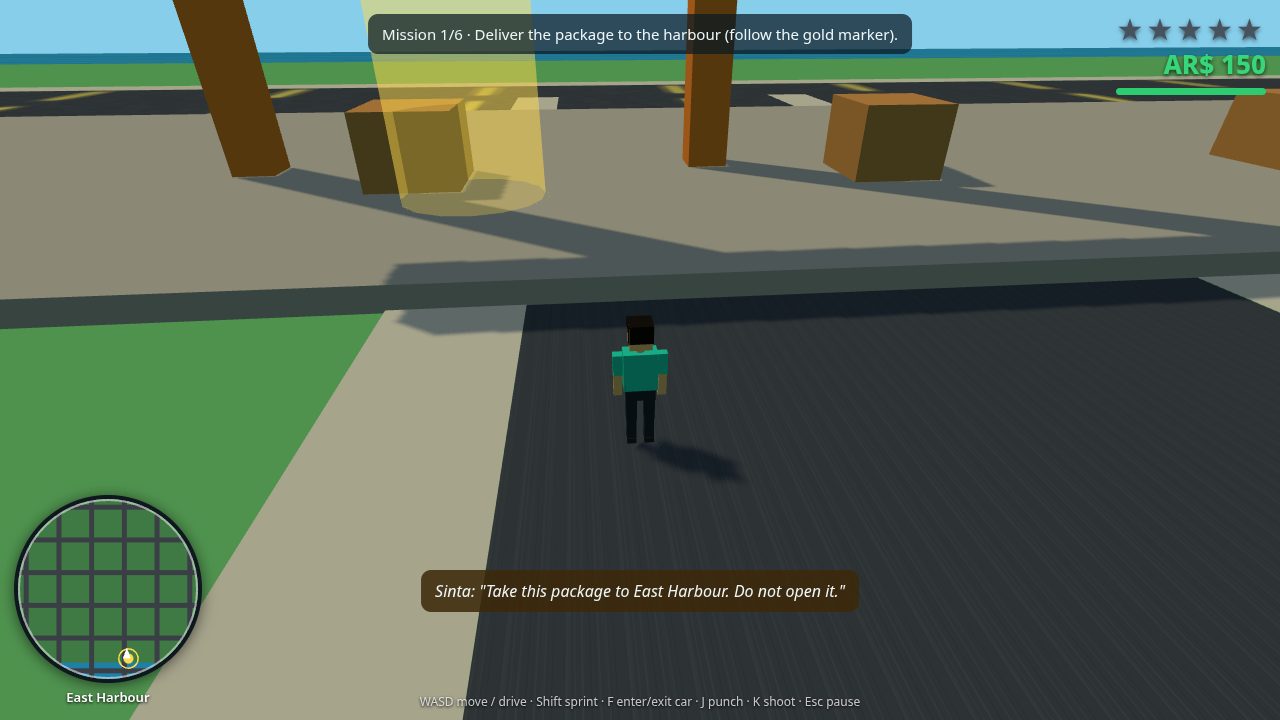 Mission 1/6 · Deliver the package to the harbour (follow the gold marker).
★★★★★
AR$ 150
Sinta: "Take this package to East Harbour. Do not open it."
East Harbour
WASD move / drive · Shift sprint · F enter/exit car · J punch · K shoot · Esc pause